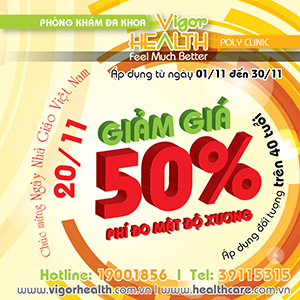 PHÒNG KHÁM ĐA KHOA
Vigor
HEALTH
POLY CLINIC
Feel Much Better
Áp dụng từ ngày 01/11 đến 30/11
Chúc mừng Ngày Nhà Giáo Việt Nam
20/11
GIẢM GIÁ
50%
PHÍ ĐO MẬT ĐỘ XƯƠNG
Áp dụng đối tượng trên 40 tuổi
Hotline: 19001856 I Tel: 39115315
www.vigorhealth.com.vn I www.healthcare.com.vn